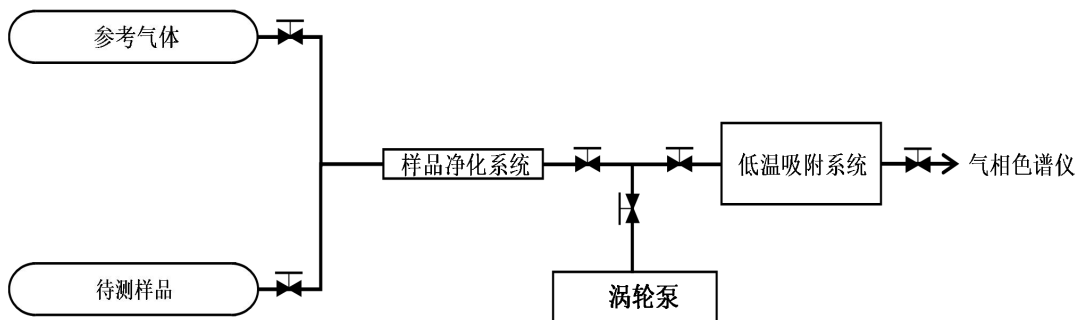 参考气体
样品净化系统
低温吸附系统
气相色谱仪
待测样品
涡轮泵